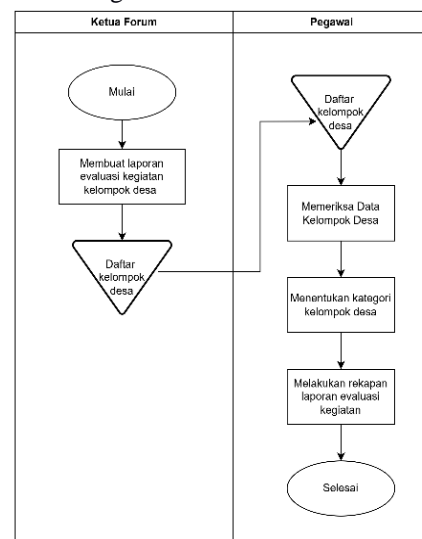 Ketua Forum
Pegawai
Mulai
Membuat laporan
evaluasi kegiatan
kelompok desa
Daftar
kelompok
desa
Daftar
kelompok
desa
Memeriksa Data
Kelompok Desa
Menentukan kategori
kelompok desa
Melakukan rekapan
laporan evaluasi
kegiatan
Selesai